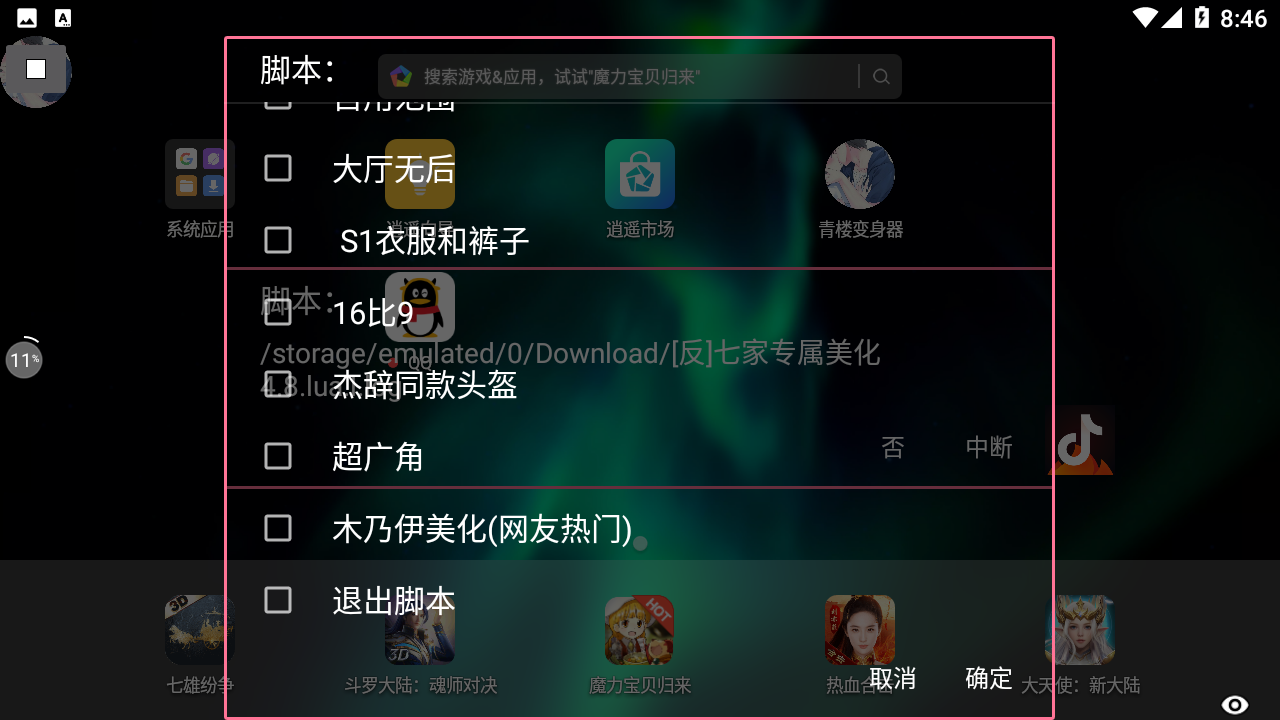 8:46
脚本：
搜索游戏&应用，试试"魔力宝贝归来"
大厅无后
系统应用
逍遥市场
青楼变身器
S1衣服和裤子
脚本：
16比9
/storage/emulated/0/Download/[反]七家专属美化
11%
QQ
杰辞同款头盔
超广角
否
中断
木乃伊美化(网友热门)
退出脚本
3D
3D
HOT
取消
确定
七雄纷争
斗罗大陆：魂师对决
魔力宝贝归来
热血合击
大天使：新大陆